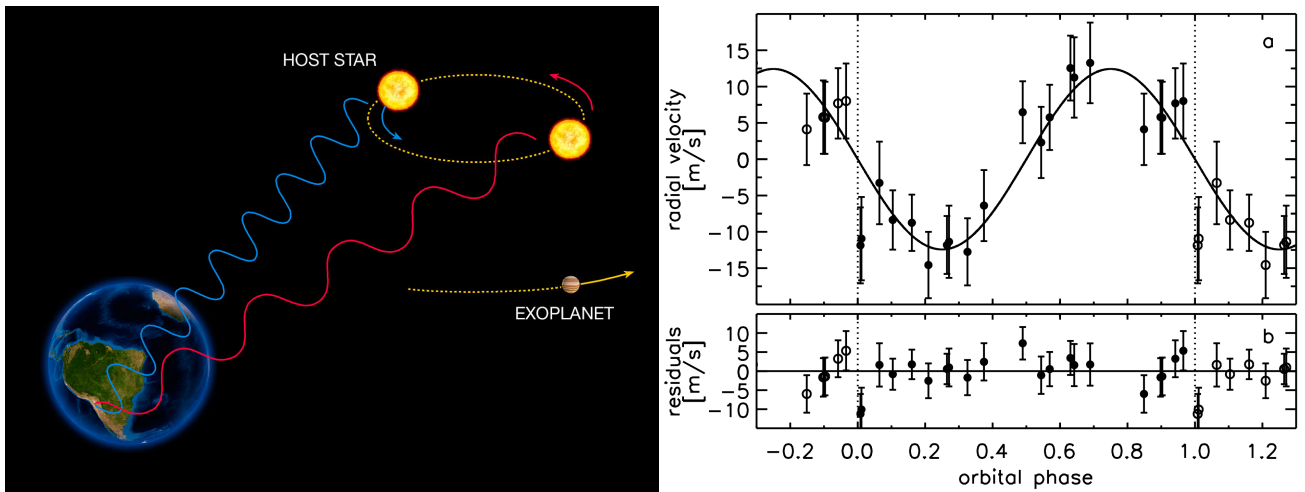 HOST STAR
EXOPLANET
a
radial velocity
[m/s]
15
10
5
0
−5
−10
−15
b
residuals
[m/s]
10
5
0
−5
−10
−0.2 0.0 0.2 0.4 0.6 0.8 1.0 1.2
orbital phase